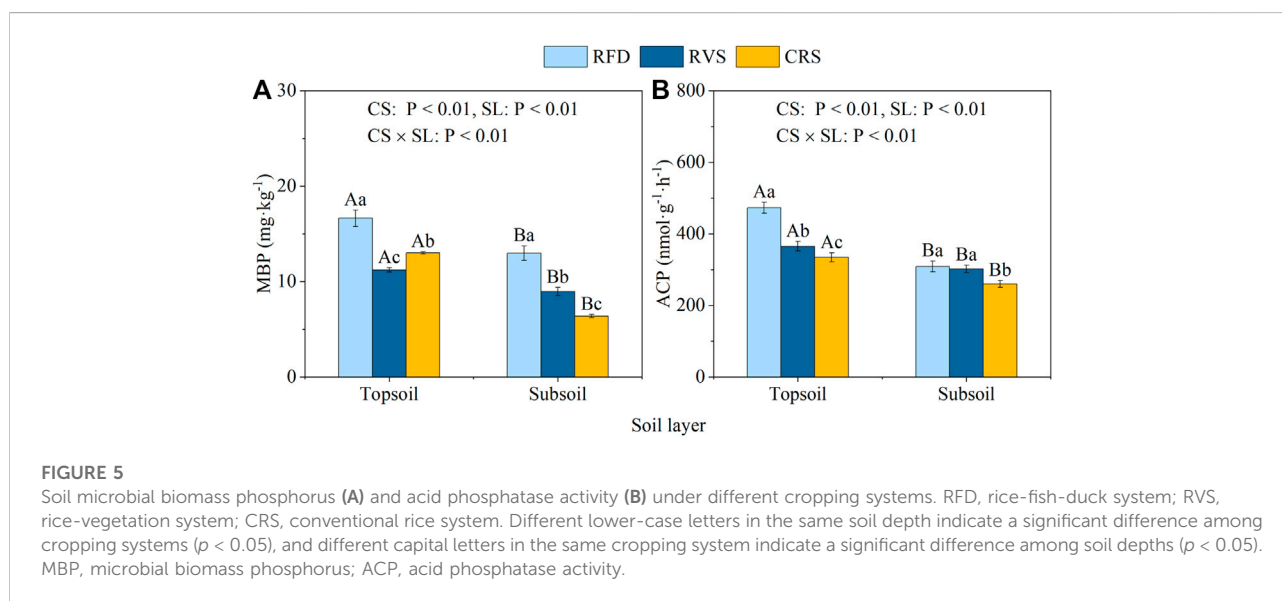 RFD RVS CRS
A
CS: P < 0.01, SL: P < 0.01
CS × SL: P < 0.01
MBP (mg·kg⁻¹)
30
20
10
0
Aa
Ac
Ab
Ba
Bb
Bc
Topsoil Subsoil
B
CS: P < 0.01, SL: P < 0.01
CS × SL: P < 0.01
ACP (nmol·g⁻¹·h⁻¹)
800
600
400
200
0
Aa
Ab
Ac
Ba
Ba
Bb
Topsoil Subsoil
Soil layer
FIGURE 5
Soil microbial biomass phosphorus (A) and acid phosphatase activity (B) under different cropping systems. RFD, rice-fish-duck system; RVS,
rice-vegetation system; CRS, conventional rice system. Different lower-case letters in the same soil depth indicate a significant difference among
cropping systems (p < 0.05), and different capital letters in the same cropping system indicate a significant difference among soil depths (p < 0.05).
MBP, microbial biomass phosphorus; ACP, acid phosphatase activity.